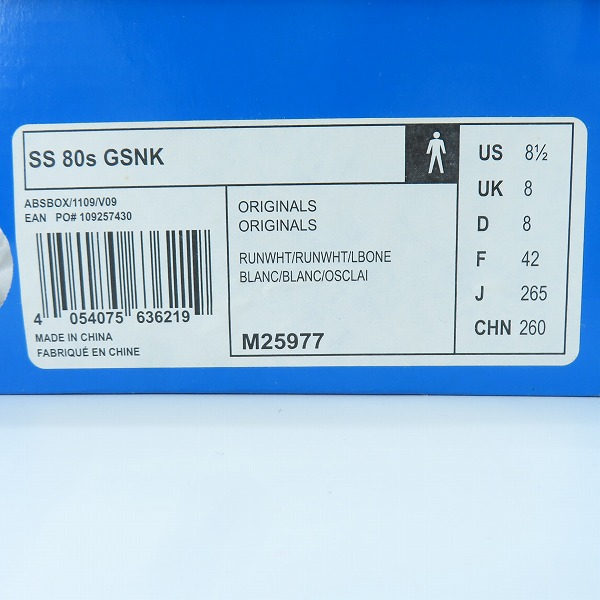 SS 80s GSNK
ABSBOX/1109/V09
EAN PO# 109257430
4 054075 636219
MADE IN CHINA
FABRIQUÉ EN CHINE
ORIGINALS
ORIGINALS
RUNWHT/RUNWHT/LBONE
BLANC/BLANC/OSCLAI
M25977
US 8½
UK 8
D 8
F 42
J 265
CHN 260